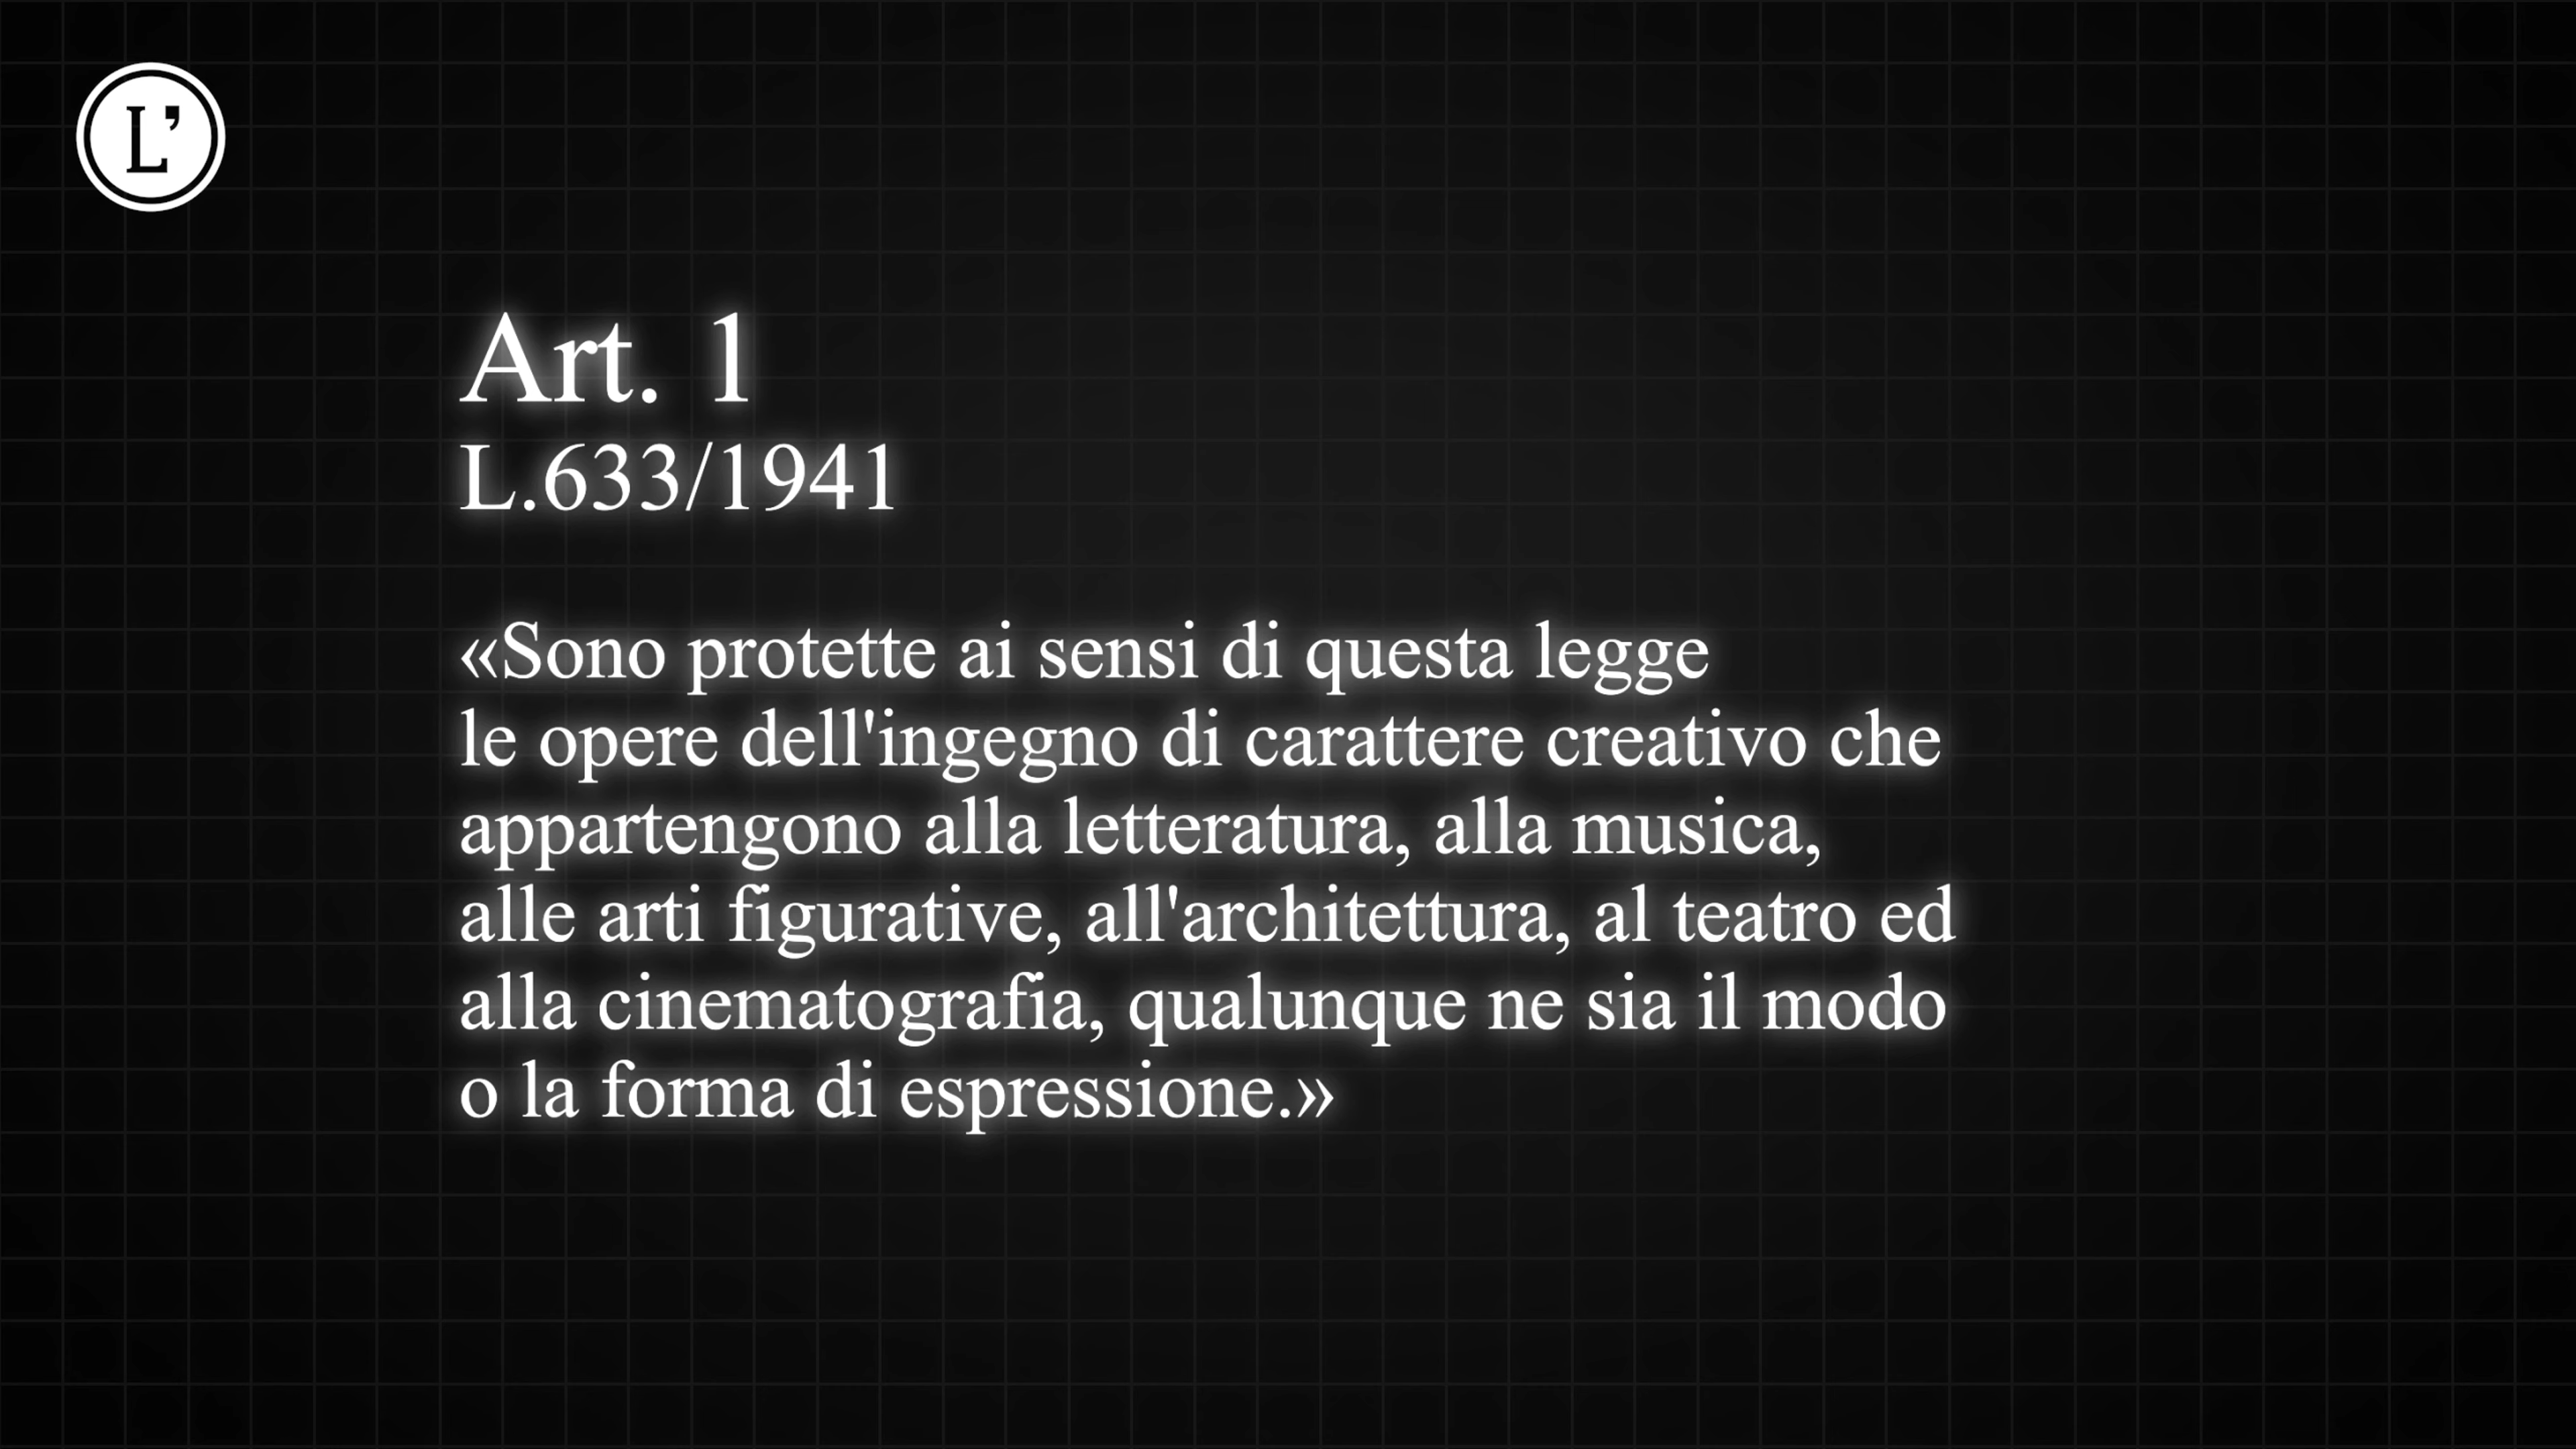 L’
Art. 1
L.633/1941
«Sono protette ai sensi di questa legge
le opere dell'ingegno di carattere creativo che
appartengono alla letteratura, alla musica,
alle arti figurative, all'architettura, al teatro ed
alla cinematografia, qualunque ne sia il modo
o la forma di espressione.»